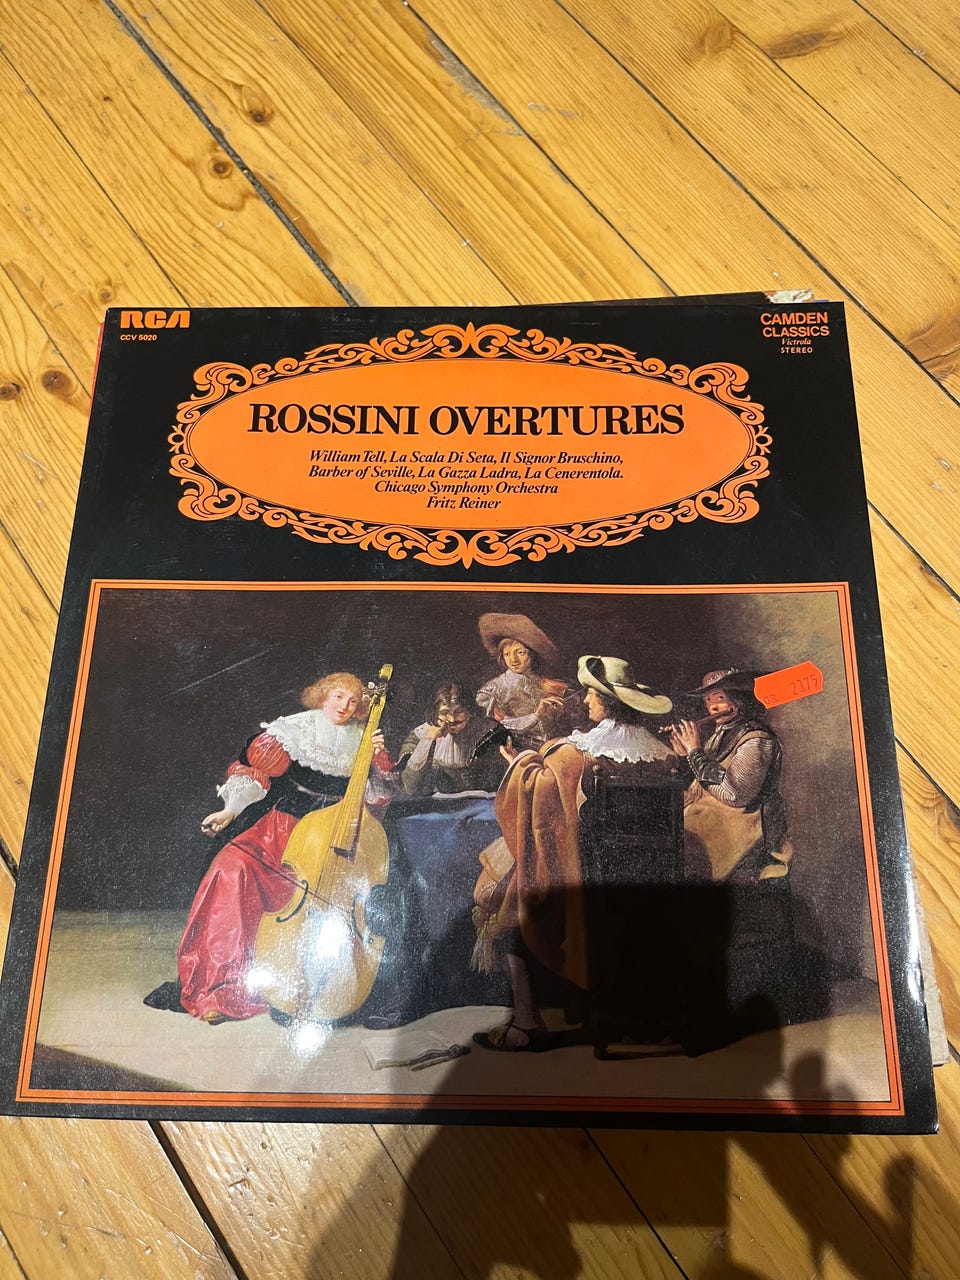 RCA
CCV 5020
CAMDEN
CLASSICS
Victrola
STEREO
ROSSINI OVERTURES
William Tell, La Scala Di Seta, Il Signor Bruschino,
Barber of Seville, La Gazza Ladra, La Cenerentola.
Chicago Symphony Orchestra
Fritz Reiner
2375